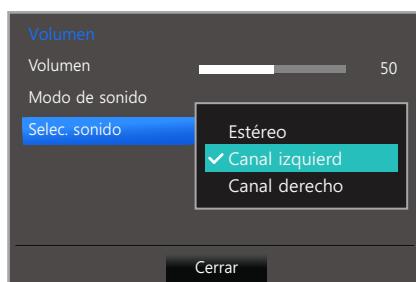 Volumen
Volumen 50
Modo de sonido
Selec. sonido
Estéreo
Canal izquierd
Canal derecho
Cerrar